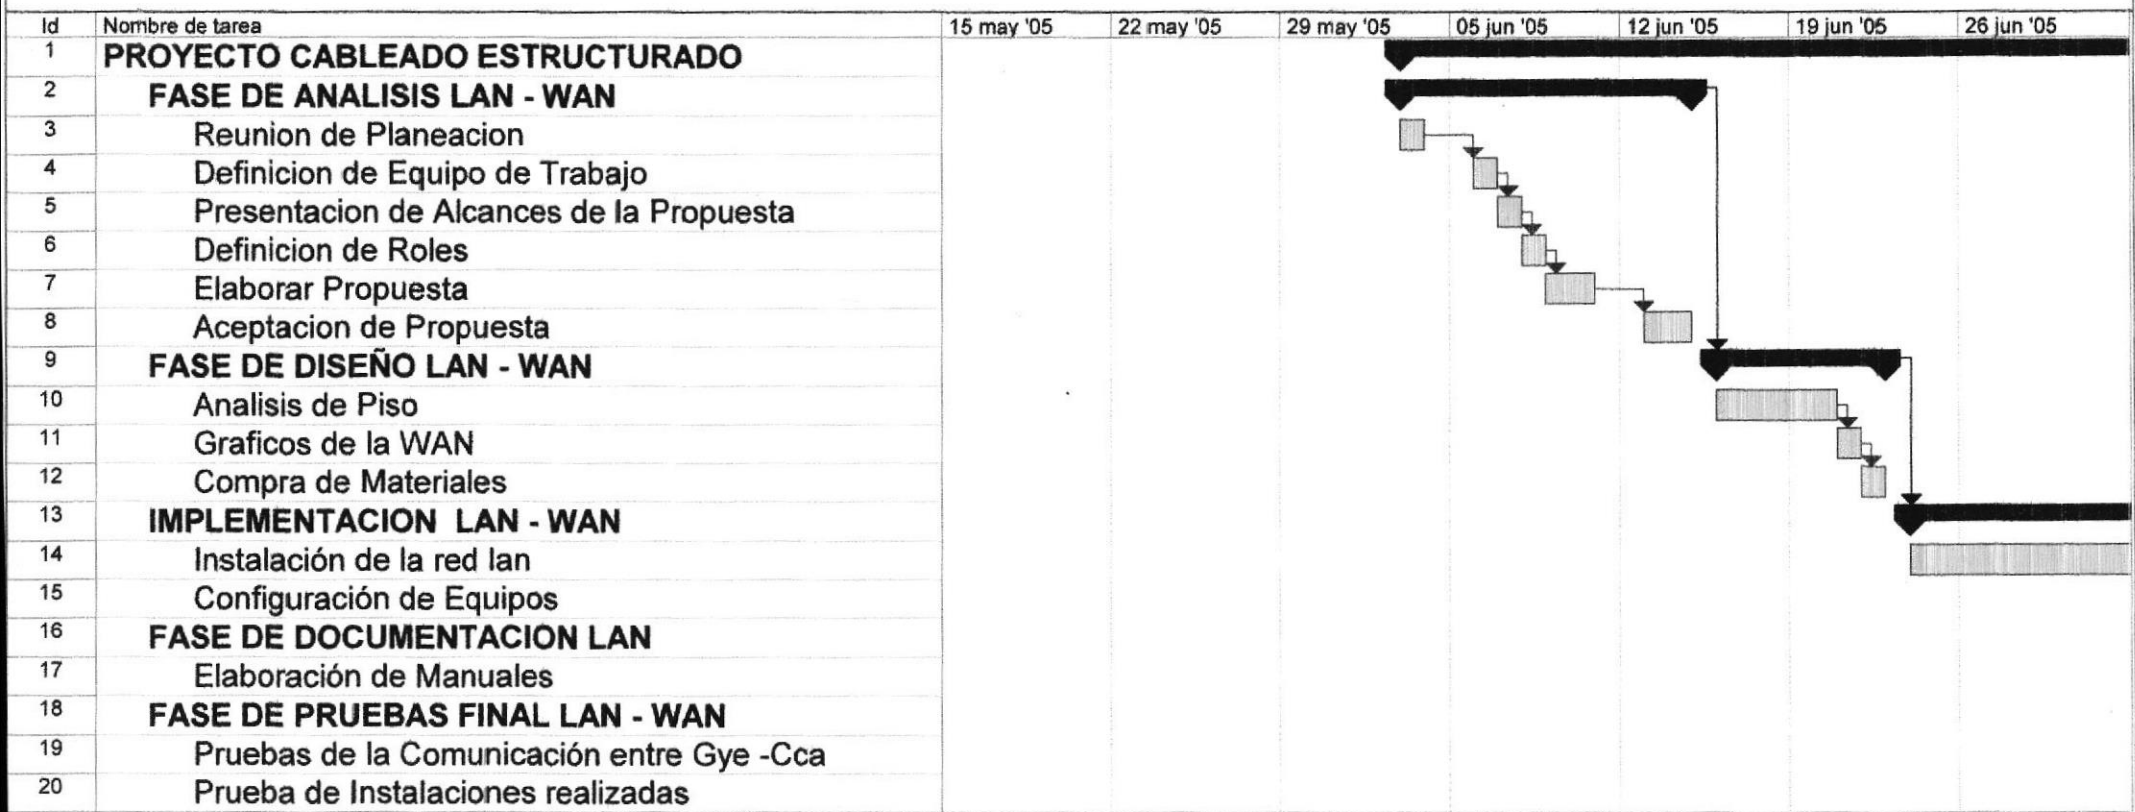 Id Nombre de tarea 15 may '05 22 may '05 29 may '05 05 jun '05 12 jun '05 19 jun '05 26 jun '05
1 PROYECTO CABLEADO ESTRUCTURADO
2 FASE DE ANALISIS LAN - WAN
3 Reunion de Planeacion
4 Definicion de Equipo de Trabajo
5 Presentacion de Alcances de la Propuesta
6 Definicion de Roles
7 Elaborar Propuesta
8 Aceptacion de Propuesta
9 FASE DE DISEÑO LAN - WAN
10 Analisis de Piso
11 Graficos de la WAN
12 Compra de Materiales
13 IMPLEMENTACION LAN - WAN
14 Instalación de la red lan
15 Configuración de Equipos
16 FASE DE DOCUMENTACION LAN
17 Elaboración de Manuales
18 FASE DE PRUEBAS FINAL LAN - WAN
19 Pruebas de la Comunicación entre Gye -Cca
20 Prueba de Instalaciones realizadas